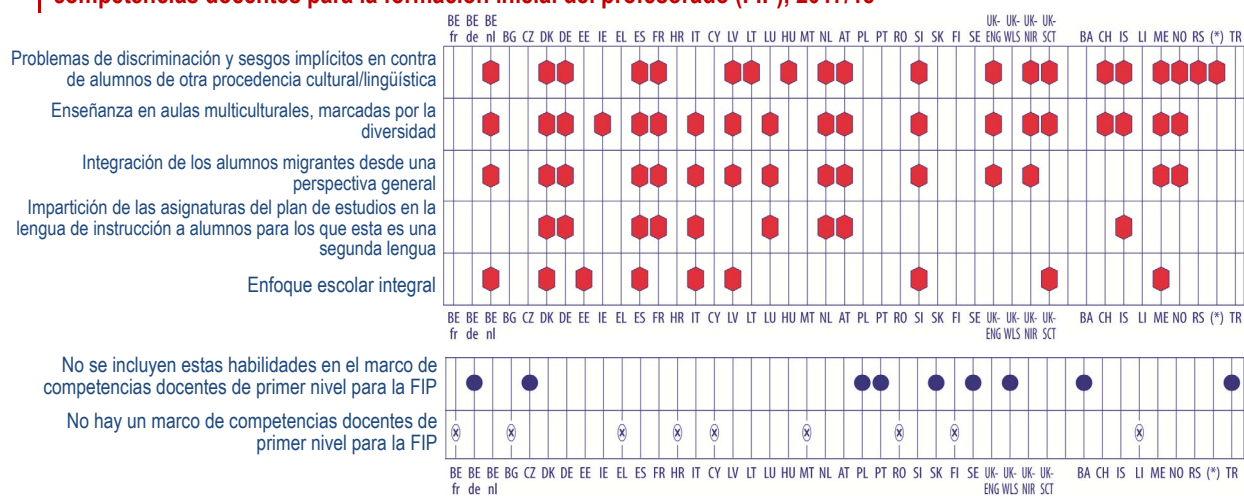 competencias docentes para la formación inicial del profesorado (FIP), 2017/18
BE BE BE UK- UK- UK- UK-
fr de nl BG CZ DK DE EE IE EL ES FR HR IT CY LV LT LU HU MT NL AT PL PT RO SI SK FI SE ENG WLS NIR SCT BA CH IS LI ME NO RS (*) TR
Problemas de discriminación y sesgos implícitos en contra
de alumnos de otra procedencia cultural/lingüística
Enseñanza en aulas multiculturales, marcadas por la
diversidad
Integración de los alumnos migrantes desde una
perspectiva general
Impartición de las asignaturas del plan de estudios en la
lengua de instrucción a alumnos para los que esta es una
segunda lengua
Enfoque escolar integral
BE BE BE BG CZ DK DE EE IE EL ES FR HR IT CY LV LT LU HU MT NL AT PL PT RO SI SK FI SE UK- UK- UK- UK- BA CH IS LI ME NO RS (*) TR
fr de nl ENG WLS NIR SCT
No se incluyen estas habilidades en el marco de
competencias docentes de primer nivel para la FIP
No hay un marco de competencias docentes de
primer nivel para la FIP
BE BE BE BG CZ DK DE EE IE EL ES FR HR IT CY LV LT LU HU MT NL AT PL PT RO SI SK FI SE UK- UK- UK- UK- BA CH IS LI ME NO RS (*) TR
fr de nl ENG WLS NIR SCT